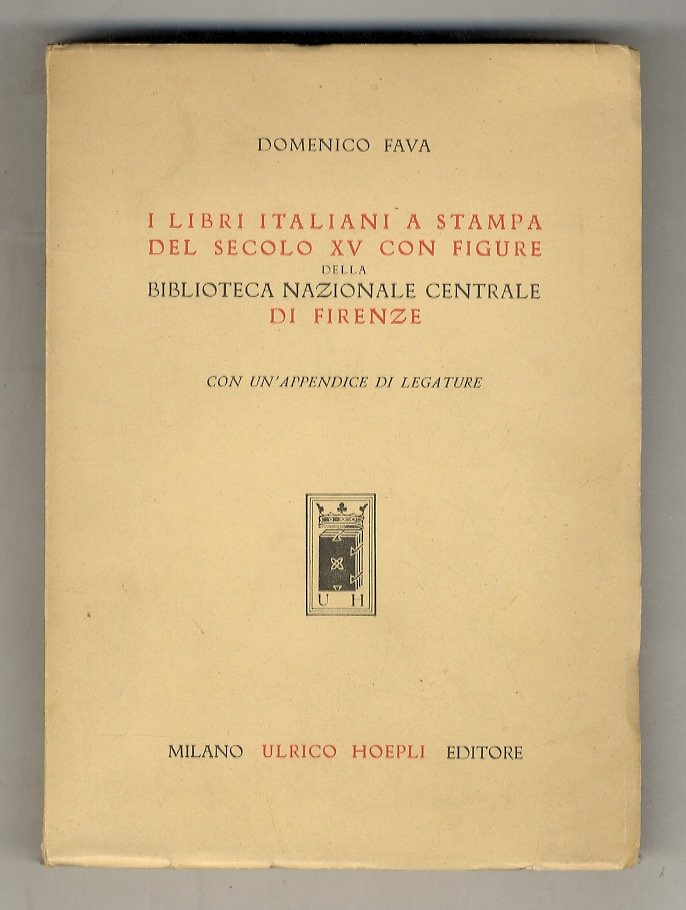 DOMENICO FAVA
I LIBRI ITALIANI A STAMPA
DEL SECOLO XV CON FIGURE
DELLA
BIBLIOTECA NAZIONALE CENTRALE
DI FIRENZE
CON UN'APPENDICE DI LEGATURE
U H
MILANO ULRICO HOEPLI EDITORE